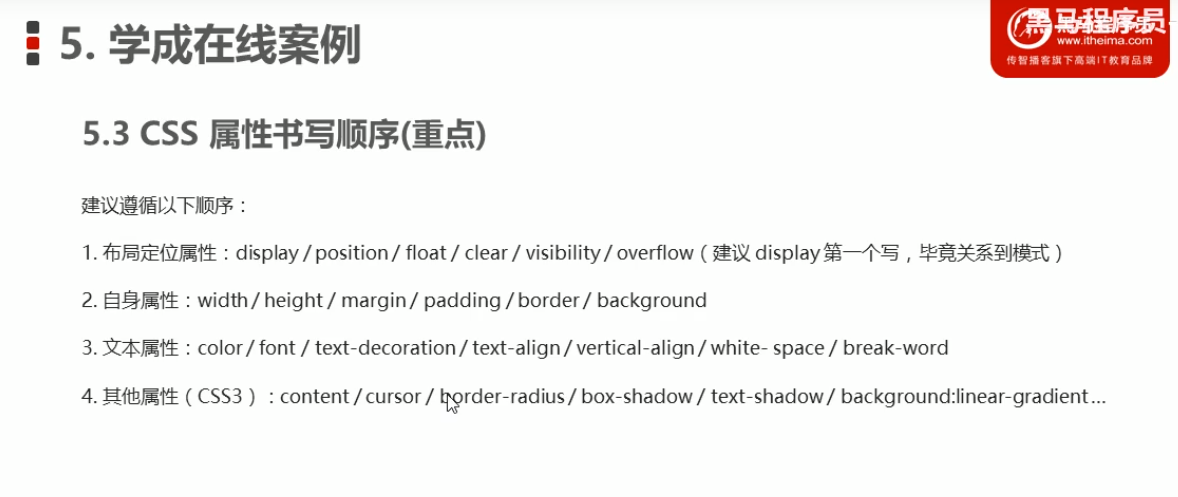 5. 学成在线案例
黑马程序员
www.itheima.com
传智播客旗下高端IT教育品牌
5.3 CSS 属性书写顺序(重点)
建议遵循以下顺序：
1. 布局定位属性：display / position / float / clear / visibility / overflow（建议 display 第一个写，毕竟关系到模式）
2. 自身属性：width / height / margin / padding / border / background
3. 文本属性：color / font / text-decoration / text-align / vertical-align / white- space / break-word
4. 其他属性（CSS3）：content / cursor / border-radius / box-shadow / text-shadow / background:linear-gradient…